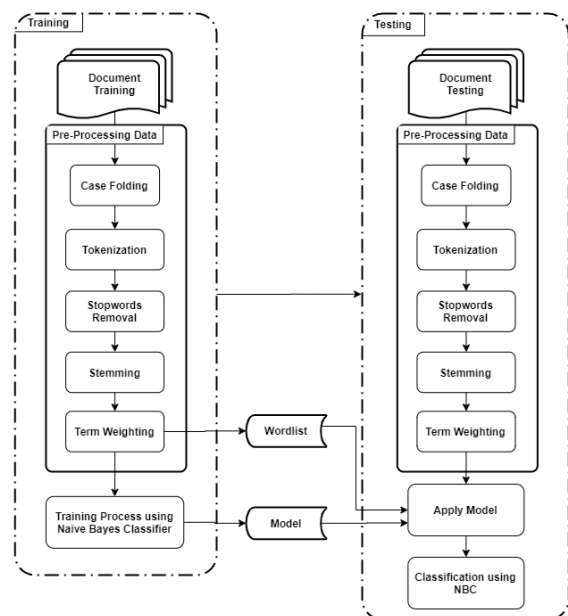 Training
Document
Training
Pre-Processing Data
Case Folding
Tokenization
Stopwords
Removal
Stemming
Term Weighting
Training Process using
Naive Bayes Classifier
Wordlist
Model
Testing
Document
Testing
Pre-Processing Data
Case Folding
Tokenization
Stopwords
Removal
Stemming
Term Weighting
Apply Model
Classification using
NBC